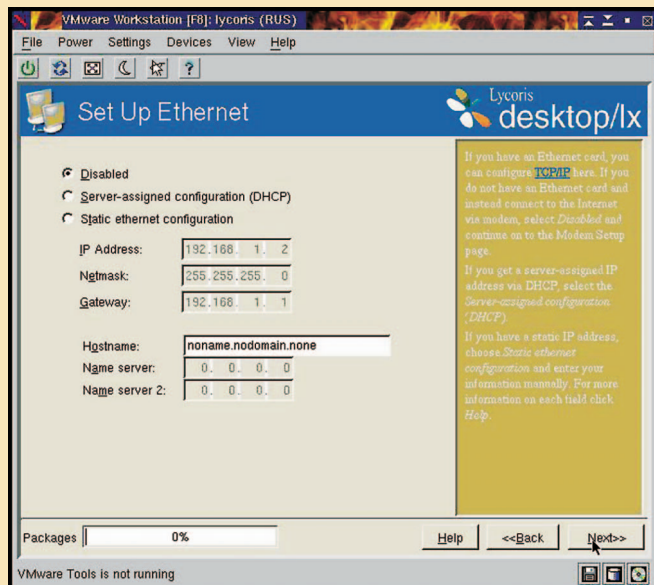 VMware Workstation [F8]: lycoris (RUS)
File Power Settings Devices View Help
Set Up Ethernet
Lycoris
desktop/lx
Disabled
Server-assigned configuration (DHCP)
Static ethernet configuration
IP Address: 192.168. 1. 2
Netmask: 255.255.255. 0
Gateway: 192.168. 1. 1
Hostname: noname.nodomain.none
Name server: 0. 0. 0. 0
Name server 2: 0. 0. 0. 0
If you have an Ethernet card, you
can configure TCP/IP here. If you
do not have an Ethernet card and
instead connect to the Internet
via modem, select Disabled and
continue on to the Modem Setup
page.
If you get a server-assigned IP
address via DHCP, select the
Server-assigned configuration
(DHCP).
If you have a static IP address,
choose Static ethernet
configuration and enter your
information manually. For more
information on each field click
Help.
Packages 0%
Help <<Back Next>>
VMware Tools is not running